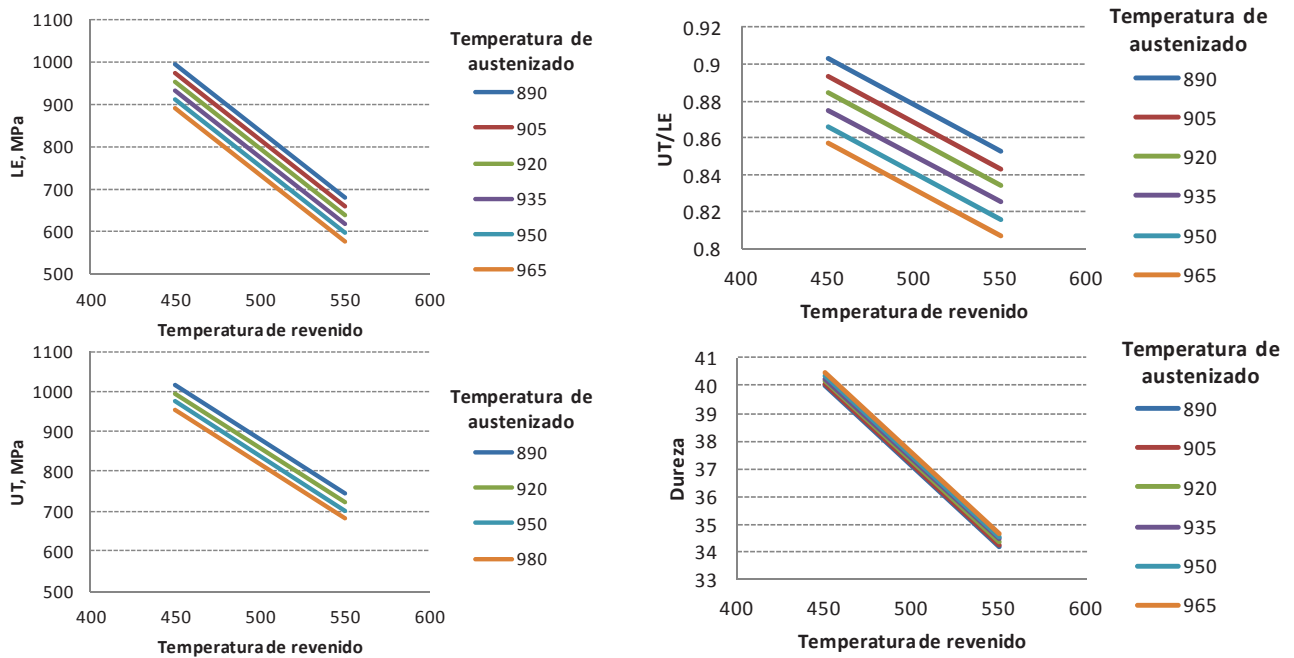 1100
1000
900
800
700
600
500
LE, MPa
400 450 500 550 600
Temperatura de revenido
Temperatura de
austenizado
890
905
920
935
950
965
0.92
0.9
0.88
0.86
0.84
0.82
0.8
UT/LE
400 450 500 550 600
Temperatura de revenido
Temperatura de
austenizado
890
905
920
935
950
965
1100
1000
900
800
700
600
500
UT, MPa
400 450 500 550 600
Temperatura de revenido
Temperatura de
austenizado
890
920
950
980
41
40
39
38
37
36
35
34
33
Dureza
400 450 500 550 600
Temperatura de revenido
Temperatura de
austenizado
890
905
920
935
950
965